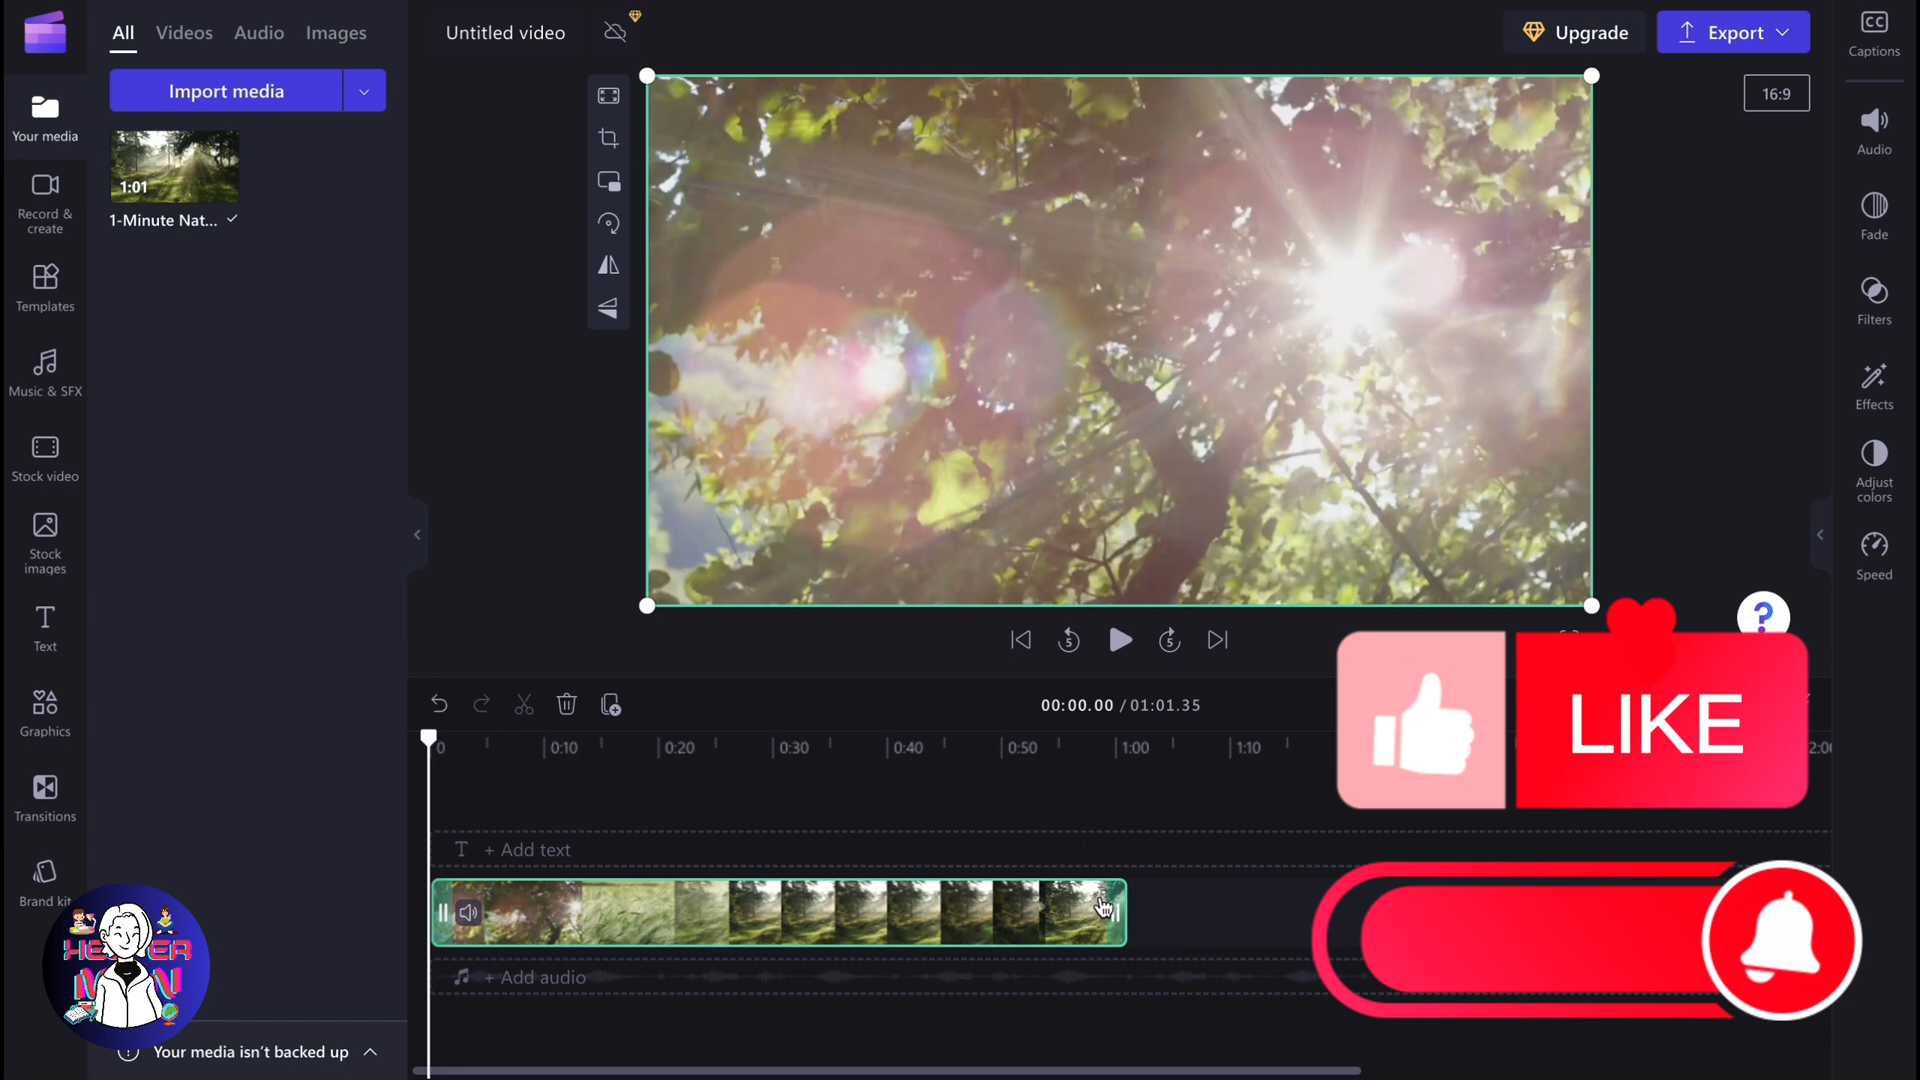 All Videos Audio Images
Untitled video
Upgrade
Export
CC
Captions
Import media
16:9
Your media
1:01
1-Minute Nat...
Audio
Record &
create
Fade
Templates
Filters
Music & SFX
Effects
Stock video
Adjust
colors
Stock
images
Speed
Text
5
5
?
LIKE
Graphics
00:00.00 / 01:01.35
0 0:10 0:20 0:30 0:40 0:50 1:00 1:10
Transitions
T + Add text
Brand kit
+ Add audio
Your media isn't backed up